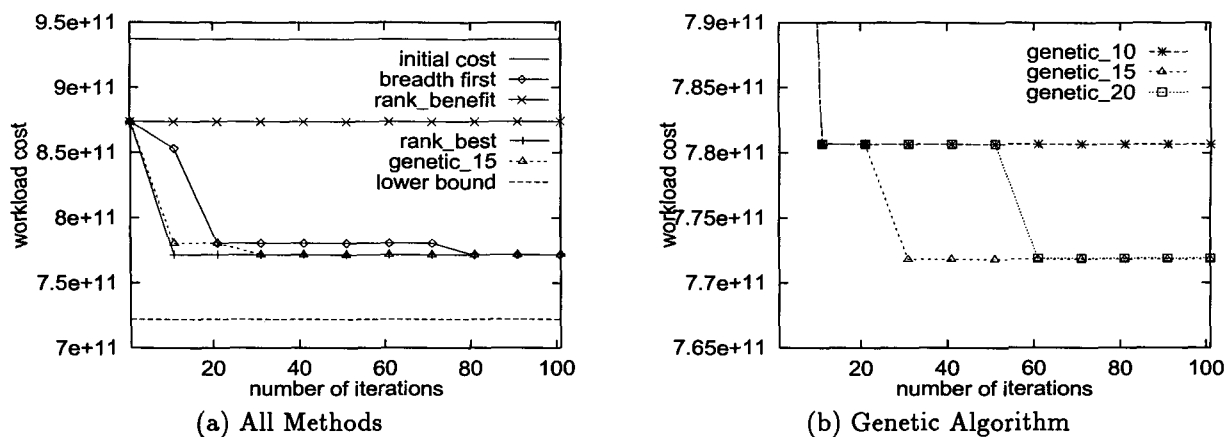 9.5e+11
9e+11
8.5e+11
8e+11
7.5e+11
7e+11
workload cost
initial cost
breadth first
rank_benefit
rank_best
genetic_15
lower bound
20
40
60
80
100
number of iterations
(a) All Methods
7.9e+11
7.85e+11
7.8e+11
7.75e+11
7.7e+11
7.65e+11
workload cost
genetic_10
genetic_15
genetic_20
20
40
60
80
100
number of iterations
(b) Genetic Algorithm